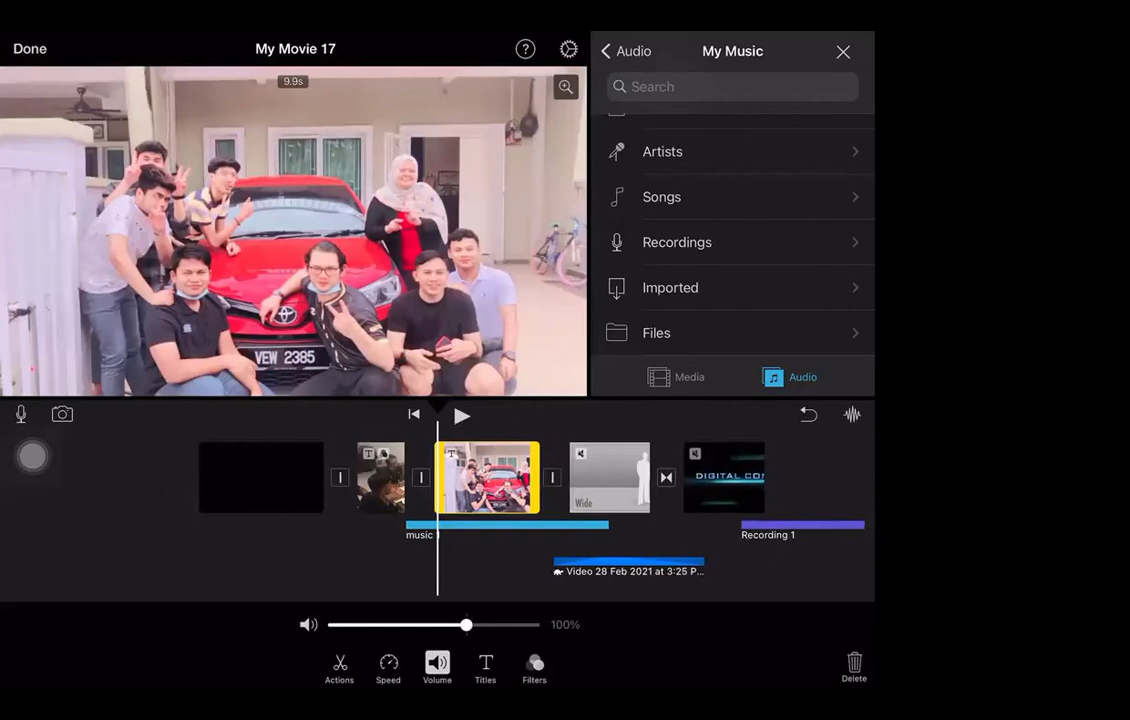 Done
My Movie 17
?
Audio
My Music
9.9s
Search
Artists
Songs
Recordings
Imported
Files
VEW 2385
Media
Audio
T
T
Wide
DIGITAL CO
music
Recording 1
Video 28 Feb 2021 at 3:25 P...
100%
Actions
Speed
Volume
T
Titles
Filters
Delete